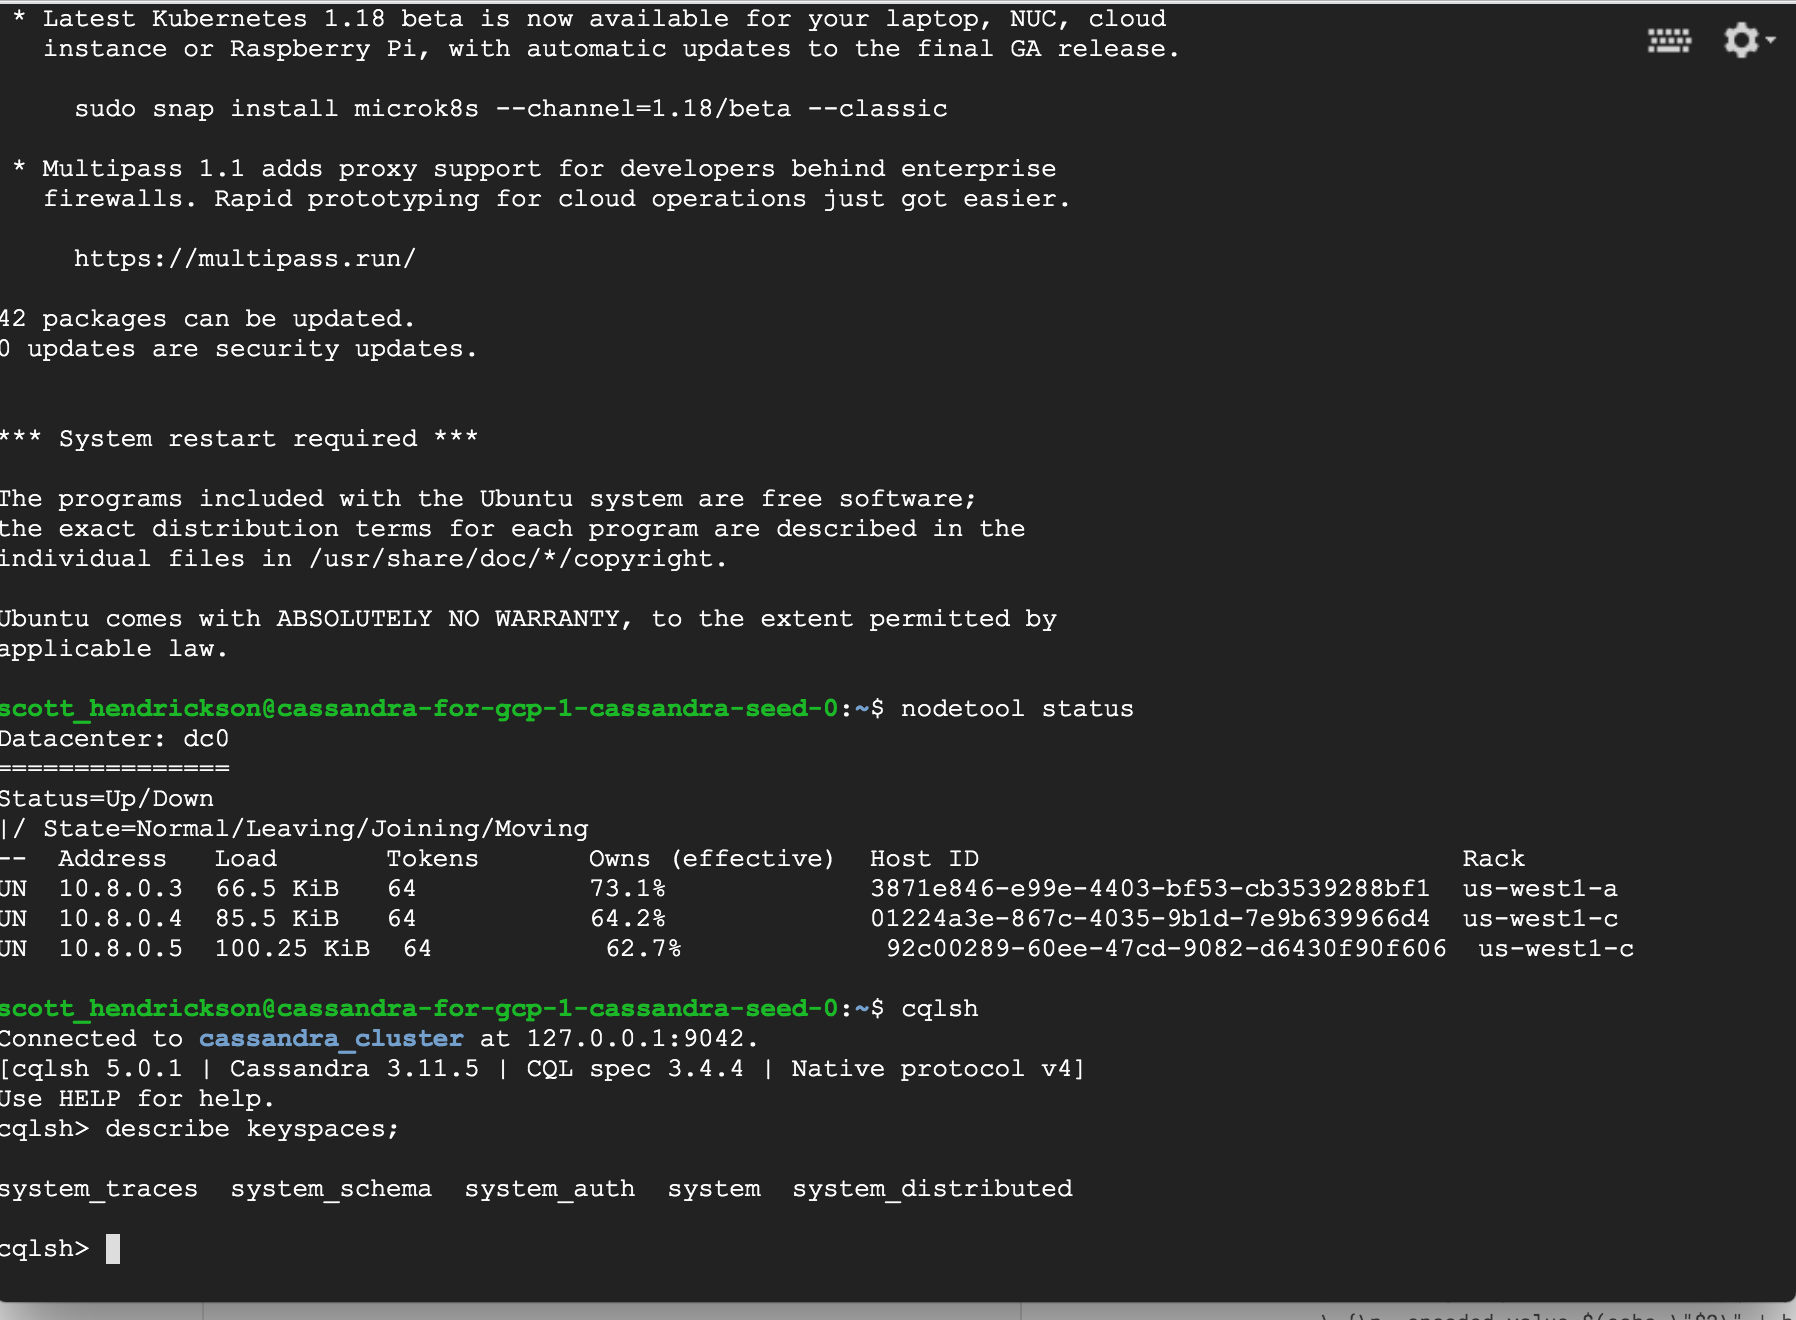 * Latest Kubernetes 1.18 beta is now available for your laptop, NUC, cloud
instance or Raspberry Pi, with automatic updates to the final GA release.
sudo snap install microk8s --channel=1.18/beta --classic
* Multipass 1.1 adds proxy support for developers behind enterprise
firewalls. Rapid prototyping for cloud operations just got easier.
https://multipass.run/
42 packages can be updated.
0 updates are security updates.
*** System restart required ***
The programs included with the Ubuntu system are free software;
the exact distribution terms for each program are described in the
individual files in /usr/share/doc/*/copyright.
Ubuntu comes with ABSOLUTELY NO WARRANTY, to the extent permitted by
applicable law.
scott_hendrickson@cassandra-for-gcp-1-cassandra-seed-0:~$ nodetool status
Datacenter: dc0
===============
Status=Up/Down
|/ State=Normal/Leaving/Joining/Moving
-- Address Load Tokens Owns (effective) Host ID Rack
UN 10.8.0.3 66.5 KiB 64 73.1% 3871e846-e99e-4403-bf53-cb3539288bf1 us-west1-a
UN 10.8.0.4 85.5 KiB 64 64.2% 01224a3e-867c-4035-9b1d-7e9b639966d4 us-west1-c
UN 10.8.0.5 100.25 KiB 64 62.7% 92c00289-60ee-47cd-9082-d6430f90f606 us-west1-c
scott_hendrickson@cassandra-for-gcp-1-cassandra-seed-0:~$ cqlsh
Connected to cassandra_cluster at 127.0.0.1:9042.
[cqlsh 5.0.1 | Cassandra 3.11.5 | CQL spec 3.4.4 | Native protocol v4]
Use HELP for help.
cqlsh> describe keyspaces;
system_traces system_schema system_auth system system_distributed
cqlsh>